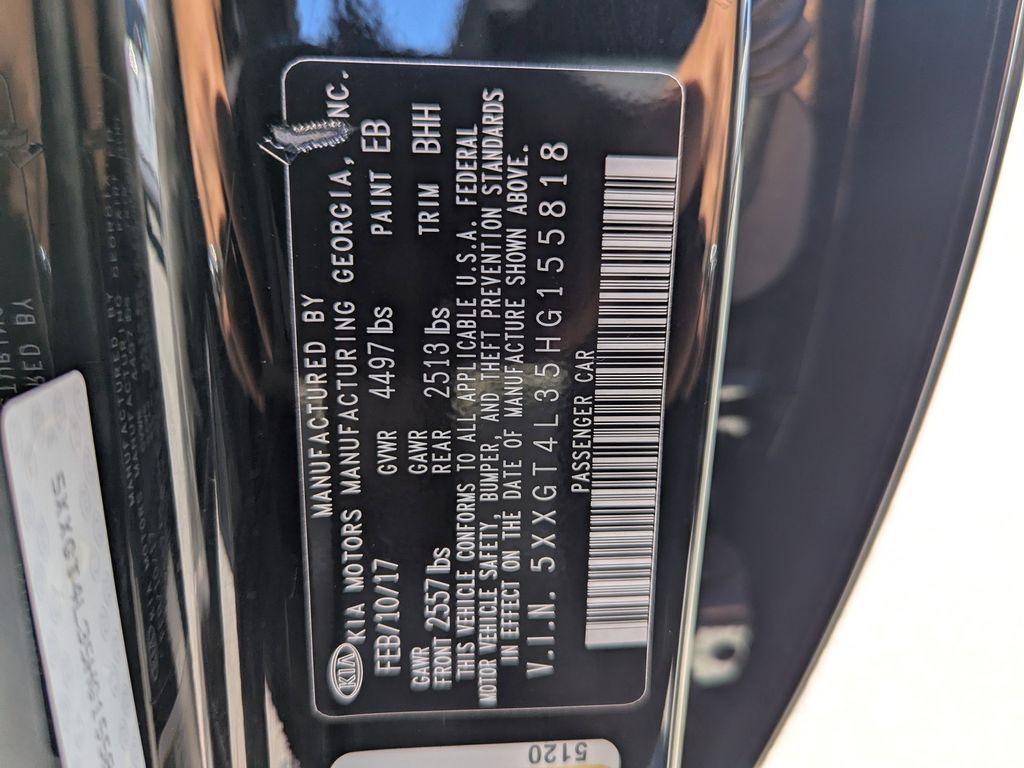 MANUFACTURED BY
KIA KIA MOTORS MANUFACTURING GEORGIA, INC.
FEB/10/17 GVWR 4497 lbs PAINT EB
GAWR FRONT 2557 lbs GAWR REAR 2513 lbs TRIM BHH
THIS VEHICLE CONFORMS TO ALL APPLICABLE U.S.A. FEDERAL
MOTOR VEHICLE SAFETY, BUMPER, AND THEFT PREVENTION STANDARDS
IN EFFECT ON THE DATE OF MANUFACTURE SHOWN ABOVE.
V.I.N. 5XXGT4L35HG155818
PASSENGER CAR
5120